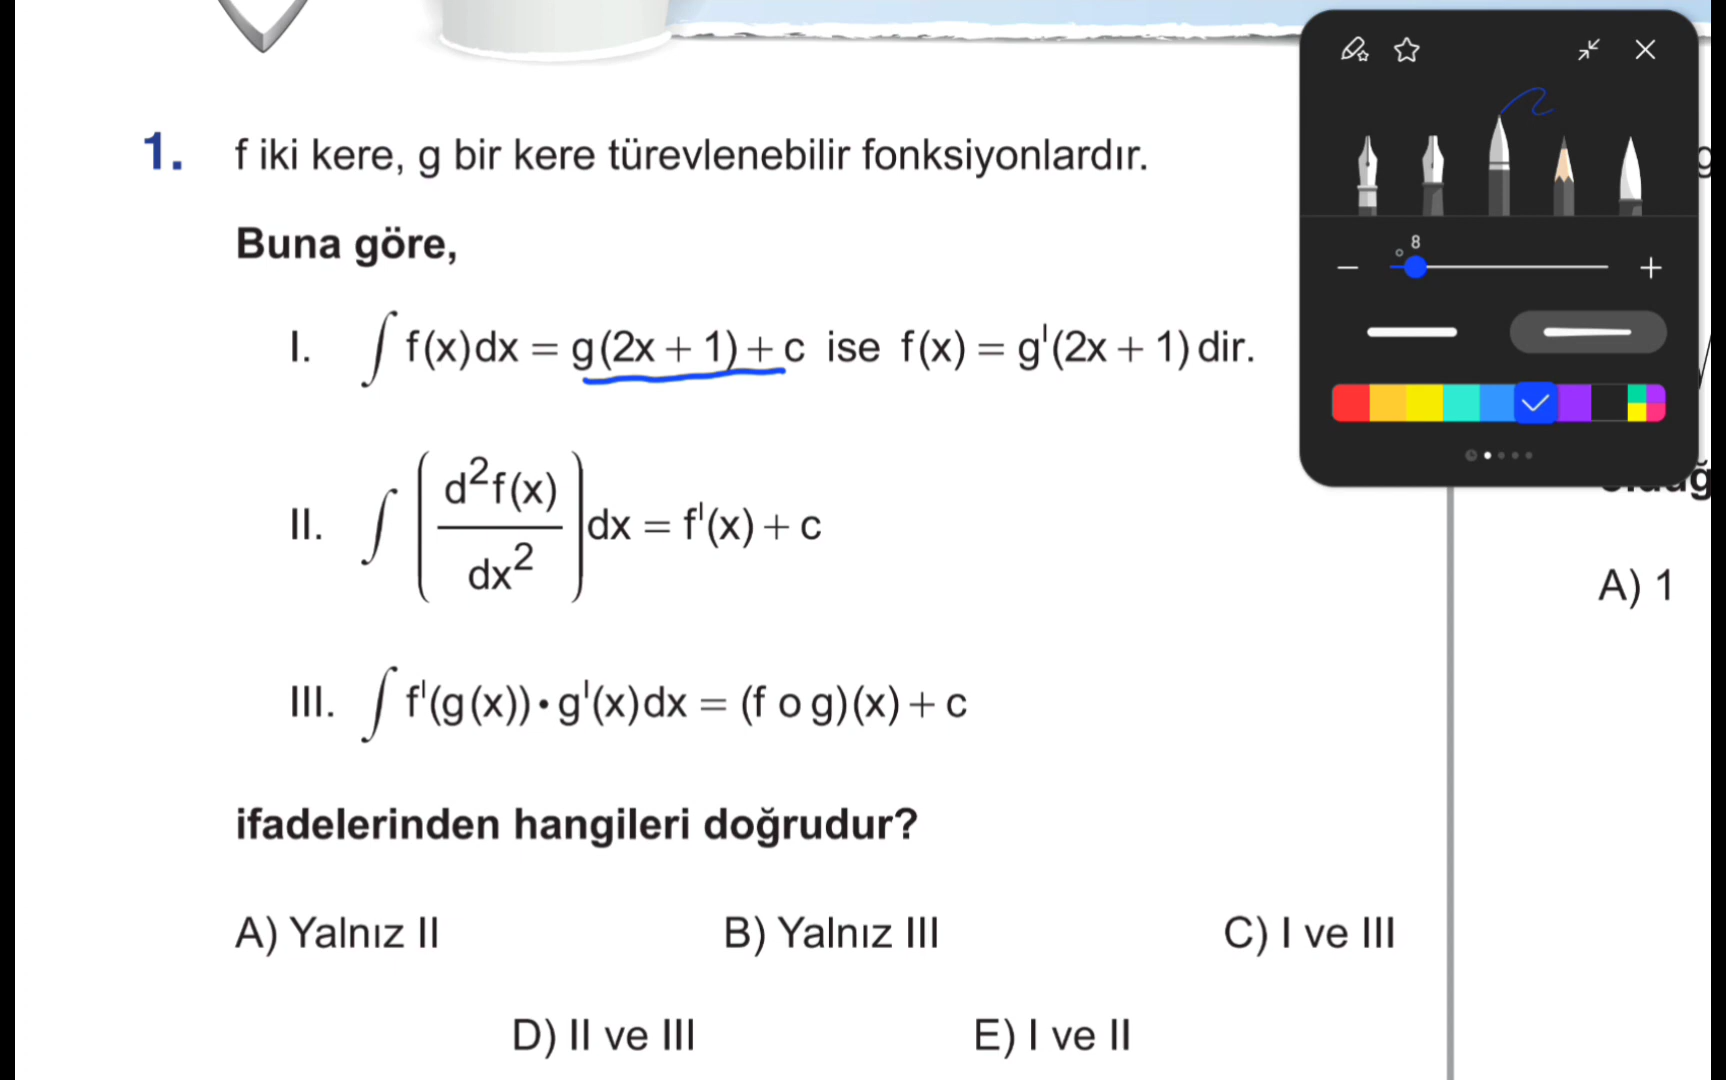 1. f iki kere, g bir kere türevlenebilir fonksiyonlardır.
Buna göre,
I. ∫ f(x)dx = g(2x + 1) + c ise f(x) = g'(2x + 1) dir.
II. ∫ (d²f(x)/dx²) dx = f'(x) + c
III. ∫ f'(g(x)) • g'(x)dx = (f o g)(x) + c
ifadelerinden hangileri doğrudur?
A) Yalnız II B) Yalnız III C) I ve III
D) II ve III E) I ve II
8
A) 1